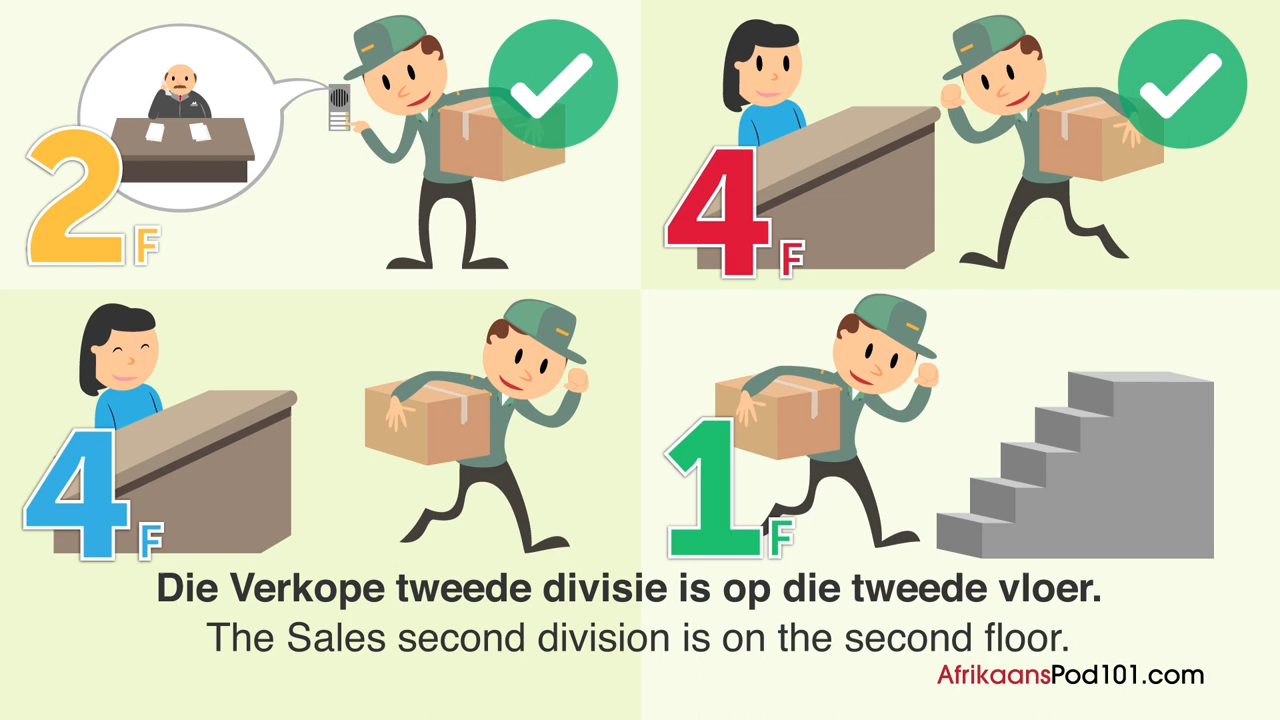 2F
4F
4F
1F
Die Verkope tweede divisie is op die tweede vloer.
The Sales second division is on the second floor.
AfrikaansPod101.com